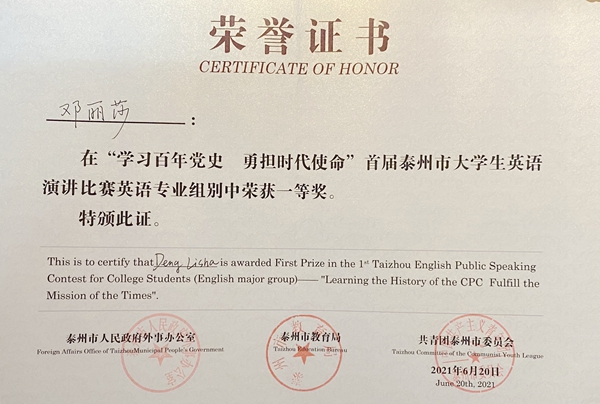 荣誉证书
CERTIFICATE OF HONOR
邓丽莎：
在“学习百年党史 勇担时代使命”首届泰州市大学生英语
演讲比赛英语专业组别中荣获一等奖。
特颁此证。
This is to certify that Deng Lisha is awarded First Prize in the 1st Taizhou English Public Speaking
Contest for College Students (English major group)—— "Learning the History of the CPC Fulfill the
Mission of the Times".
泰州市人民政府外事办公室 泰州市教育局 共青团泰州市委员会
Foreign Affairs Office of TaizhouMunicipal People's Government Taizhou Education Bureau Taizhou Committee of the Communist Youth League
2021年6月20日
June 20th, 2021